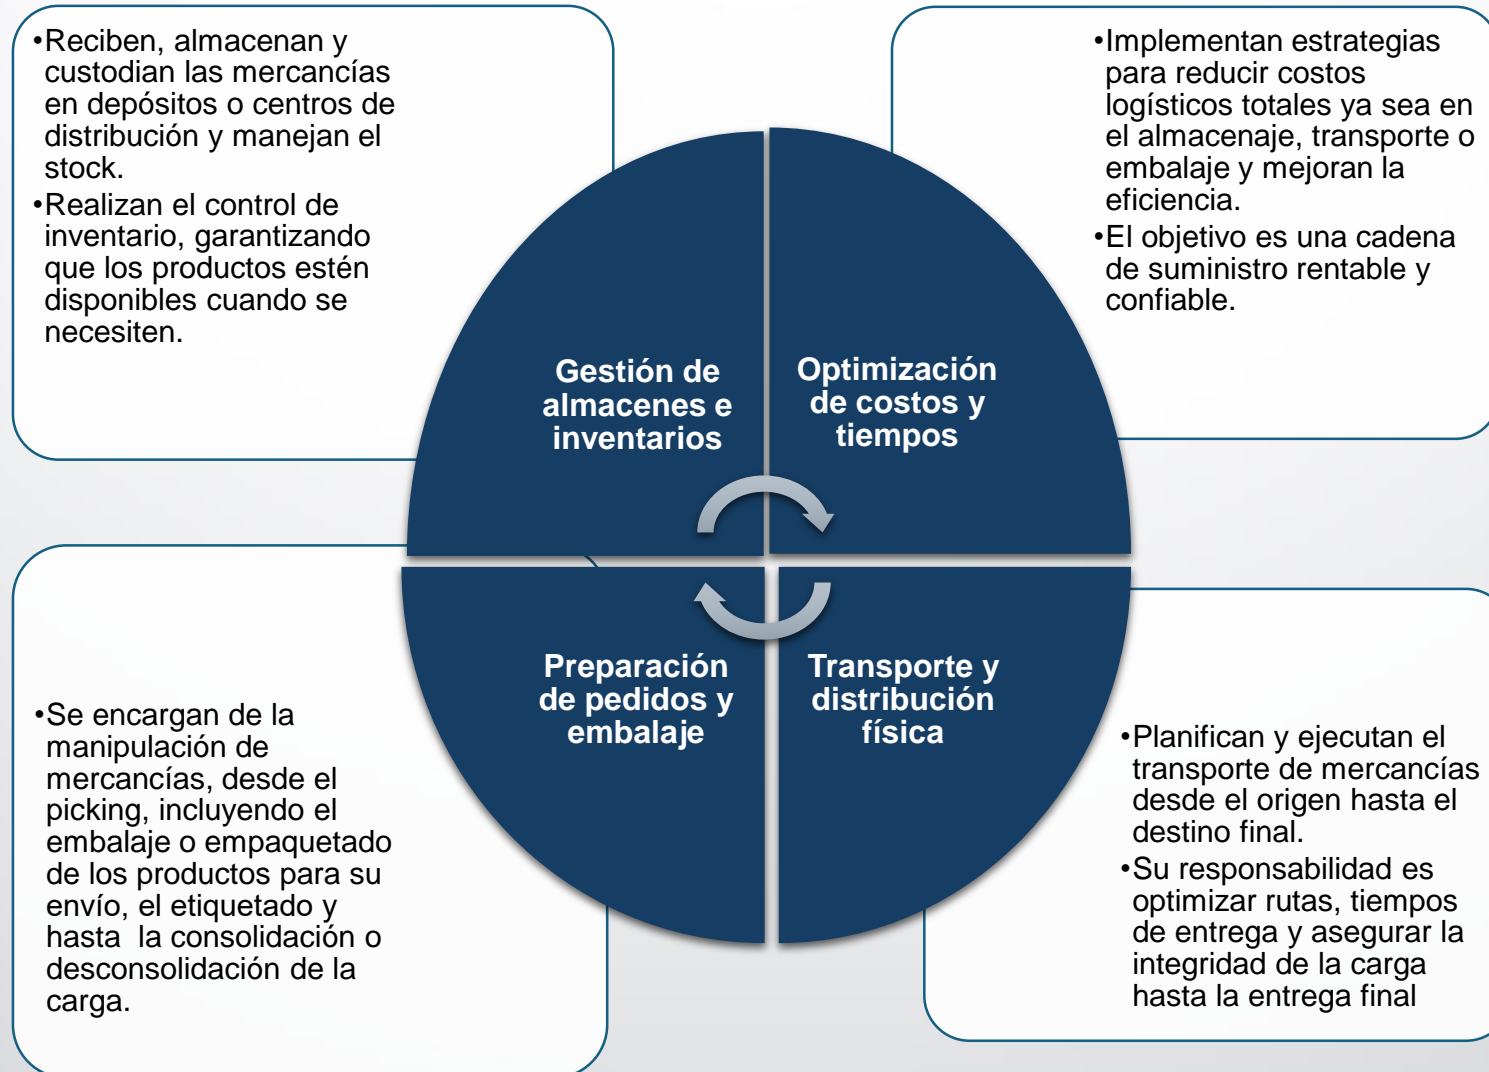 •Reciben, almacenan y
custodian las mercancías
en depósitos o centros de
distribución y manejan el
stock.
•Realizan el control de
inventario, garantizando
que los productos estén
disponibles cuando se
necesiten.
•Implementan estrategias
para reducir costos
logísticos totales ya sea en
el almacenaje, transporte o
embalaje y mejoran la
eficiencia.
•El objetivo es una cadena
de suministro rentable y
confiable.
Gestión de
almacenes e
inventarios
Optimización
de costos y
tiempos
Preparación
de pedidos y
embalaje
Transporte y
distribución
física
•Se encargan de la
manipulación de
mercancías, desde el
picking, incluyendo el
embalaje o empaquetado
de los productos para su
envío, el etiquetado y
hasta  la consolidación o
desconsolidación de la
carga.
•Planifican y ejecutan el
transporte de mercancías
desde el origen hasta el
destino final.
•Su responsabilidad es
optimizar rutas, tiempos
de entrega y asegurar la
integridad de la carga
hasta la entrega final